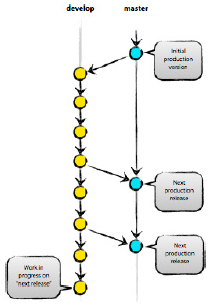 develop
master
Initial
production
version
Next
production
release
Next
production
release
Work in
progress on
"next release"